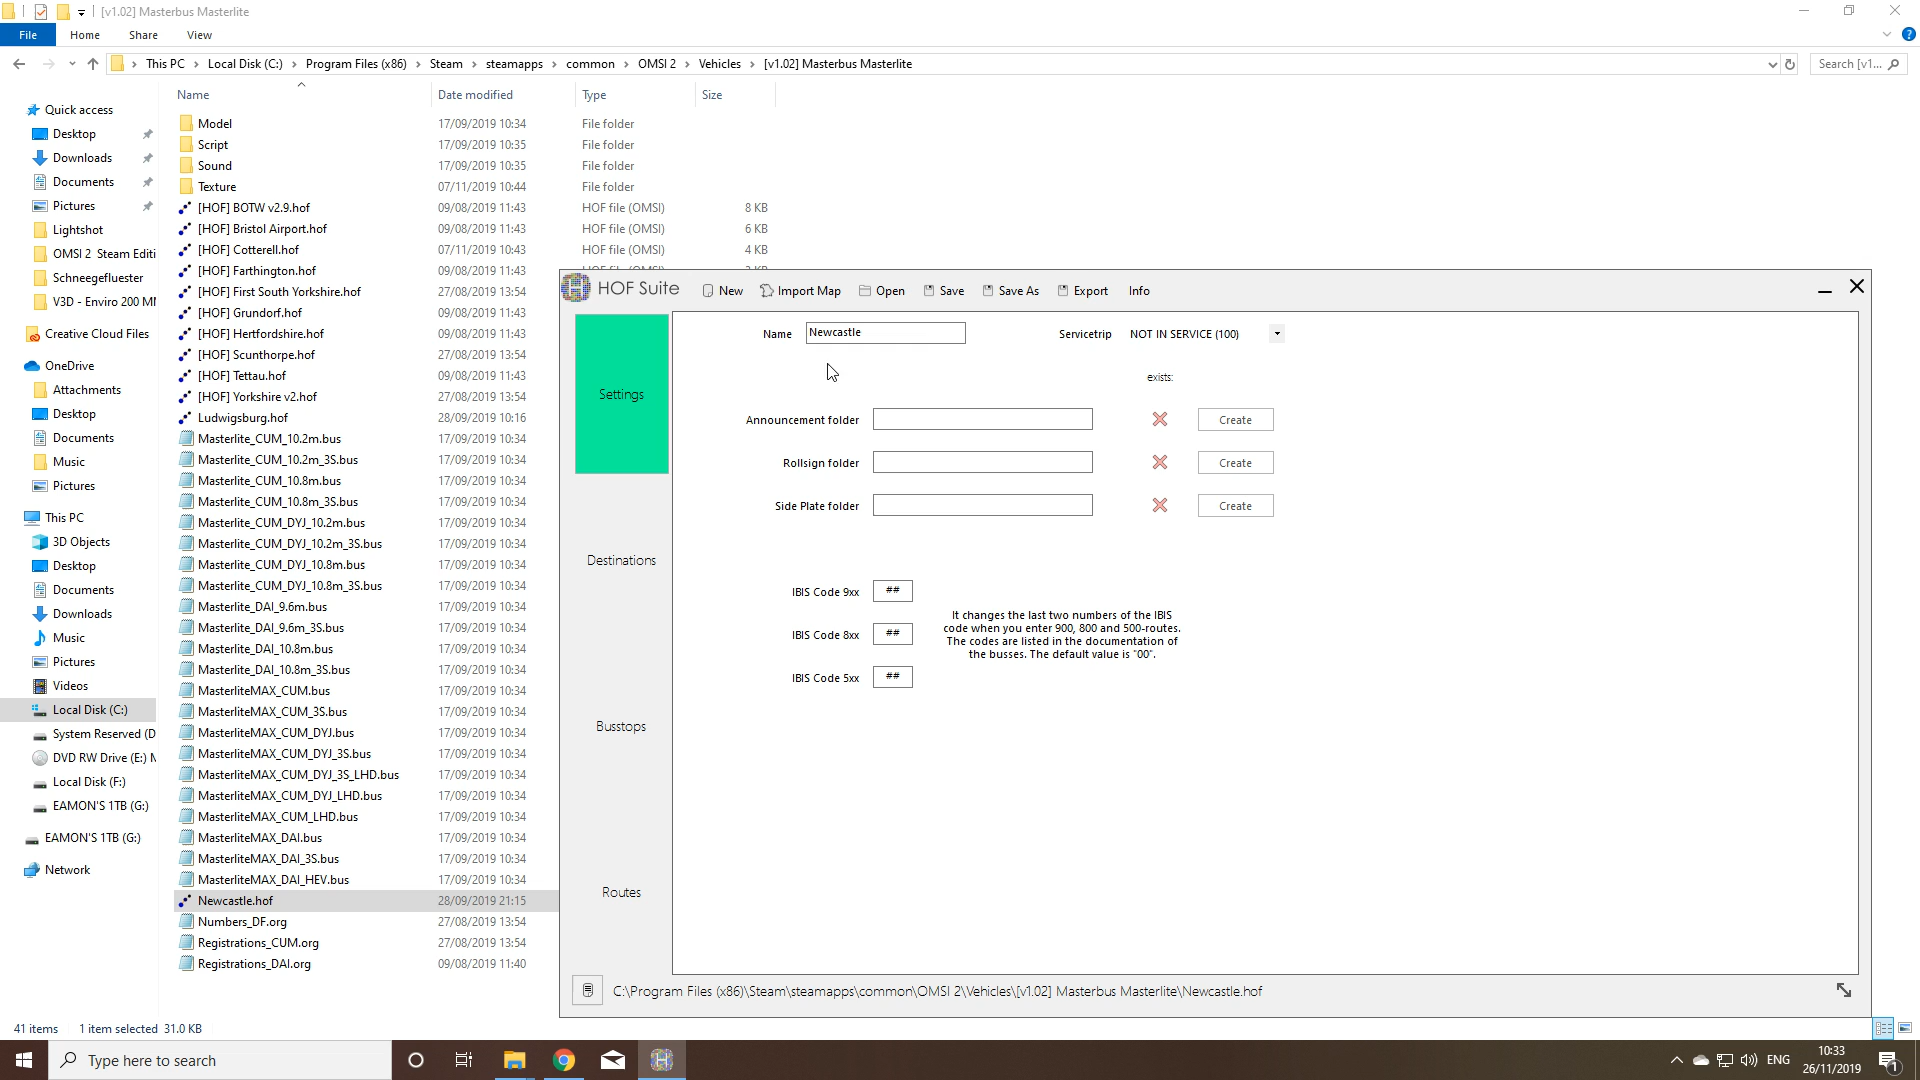 [v1.02] Masterbus Masterlite
File Home Share View
This PC Local Disk (C:) Program Files (x86) Steam steamapps common OMSI 2 Vehicles [v1.02] Masterbus Masterlite
Search [v1...
Name Date modified Type Size
Quick access
Desktop
Downloads
Documents
Pictures
Lightshot
OMSI 2 Steam Editi
Schneegefluester
V3D - Enviro 200 MM
Creative Cloud Files
OneDrive
Attachments
Desktop
Documents
Music
Pictures
This PC
3D Objects
Desktop
Documents
Downloads
Music
Pictures
Videos
Local Disk (C:)
System Reserved (D
DVD RW Drive (E:) M
Local Disk (F:)
EAMON'S 1TB (G:)
EAMON'S 1TB (G:)
Network
Model 17/09/2019 10:34 File folder
Script 17/09/2019 10:35 File folder
Sound 17/09/2019 10:35 File folder
Texture 07/11/2019 10:44 File folder
[HOF] BOTW v2.9.hof 09/08/2019 11:43 HOF file (OMSI) 8 KB
[HOF] Bristol Airport.hof 09/08/2019 11:43 HOF file (OMSI) 6 KB
[HOF] Cotterell.hof 07/11/2019 10:43 HOF file (OMSI) 4 KB
[HOF] Farthington.hof 09/08/2019 11:43
[HOF] First South Yorkshire.hof 27/08/2019 13:54
[HOF] Grundorf.hof 09/08/2019 11:43
[HOF] Hertfordshire.hof 09/08/2019 11:43
[HOF] Scunthorpe.hof 27/08/2019 13:54
[HOF] Tettau.hof 09/08/2019 11:43
[HOF] Yorkshire v2.hof 27/08/2019 13:54
Ludwigsburg.hof 28/09/2019 10:16
Masterlite_CUM_10.2m.bus 17/09/2019 10:34
Masterlite_CUM_10.2m_3S.bus 17/09/2019 10:34
Masterlite_CUM_10.8m.bus 17/09/2019 10:34
Masterlite_CUM_10.8m_3S.bus 17/09/2019 10:34
Masterlite_CUM_DYJ_10.2m.bus 17/09/2019 10:34
Masterlite_CUM_DYJ_10.2m_3S.bus 17/09/2019 10:34
Masterlite_CUM_DYJ_10.8m.bus 17/09/2019 10:34
Masterlite_CUM_DYJ_10.8m_3S.bus 17/09/2019 10:34
Masterlite_DAI_9.6m.bus 17/09/2019 10:34
Masterlite_DAI_9.6m_3S.bus 17/09/2019 10:34
Masterlite_DAI_10.8m.bus 17/09/2019 10:34
Masterlite_DAI_10.8m_3S.bus 17/09/2019 10:34
MasterliteMAX_CUM.bus 17/09/2019 10:34
MasterliteMAX_CUM_3S.bus 17/09/2019 10:34
MasterliteMAX_CUM_DYJ.bus 17/09/2019 10:34
MasterliteMAX_CUM_DYJ_3S.bus 17/09/2019 10:34
MasterliteMAX_CUM_DYJ_3S_LHD.bus 17/09/2019 10:34
MasterliteMAX_CUM_DYJ_LHD.bus 17/09/2019 10:34
MasterliteMAX_CUM_LHD.bus 17/09/2019 10:34
MasterliteMAX_DAI.bus 17/09/2019 10:34
MasterliteMAX_DAI_3S.bus 17/09/2019 10:34
MasterliteMAX_DAI_HEV.bus 17/09/2019 10:34
Newcastle.hof 28/09/2019 21:15
Numbers_DF.org 27/08/2019 13:54
Registrations_CUM.org 27/08/2019 13:54
Registrations_DAI.org 09/08/2019 11:40
HOF Suite New Import Map Open Save Save As Export Info
Settings
Destinations
Busstops
Routes
Name Newcastle Servicetrip NOT IN SERVICE (100)
exists:
Announcement folder Create
Rollsign folder Create
Side Plate folder Create
IBIS Code 9xx ##
IBIS Code 8xx ##
IBIS Code 5xx ##
It changes the last two numbers of the IBIS
code when you enter 900, 800 and 500-routes.
The codes are listed in the documentation of
the busses. The default value is "00".
C:\Program Files (x86)\Steam\steamapps\common\OMSI 2\Vehicles\[v1.02] Masterbus Masterlite\Newcastle.hof
41 items 1 item selected 31.0 KB
Type here to search
ENG
10:33
26/11/2019
1